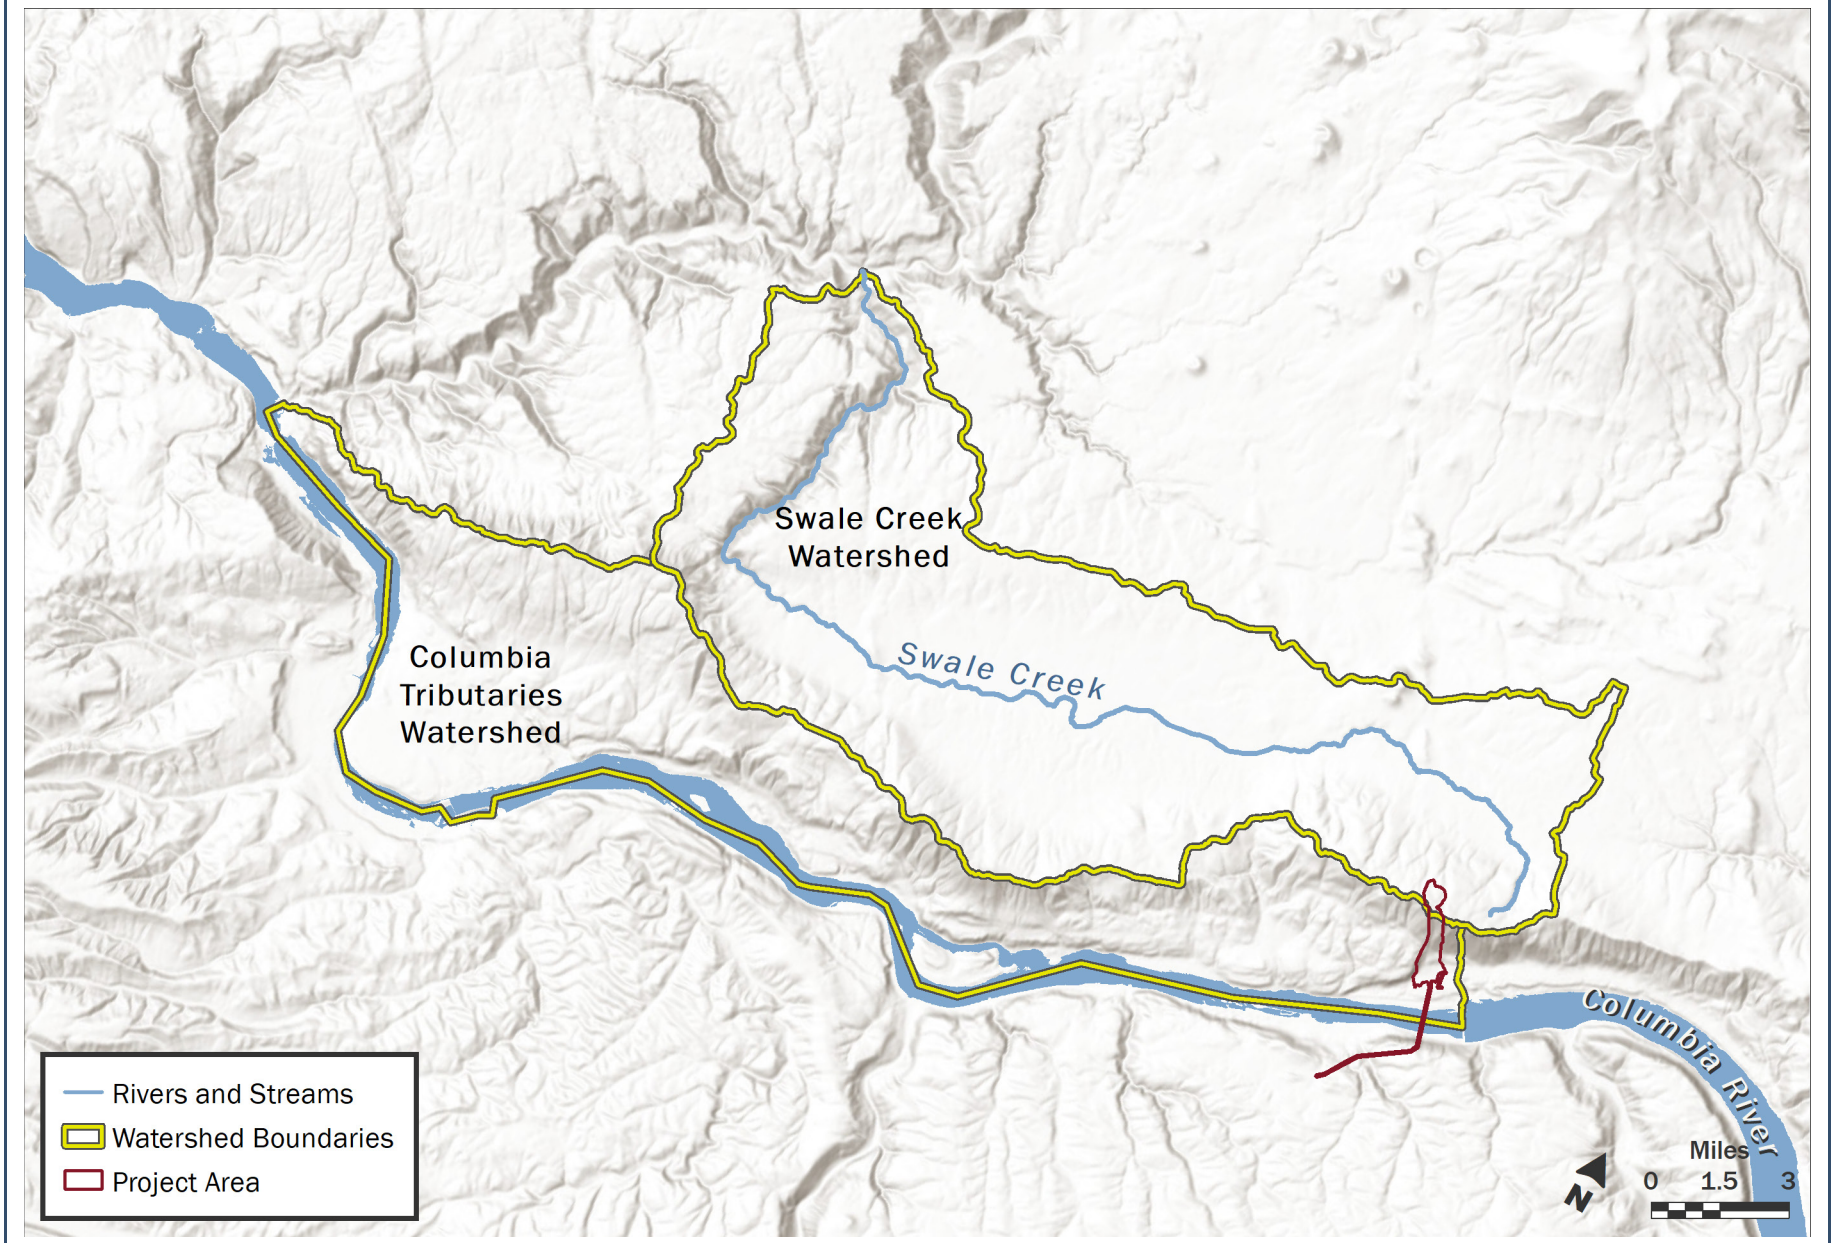 Swale Creek
Watershed
Swale Creek
Columbia
Tributaries
Watershed
Columbia River
Rivers and Streams
Watershed Boundaries
Project Area
N
Miles
0 1.5 3